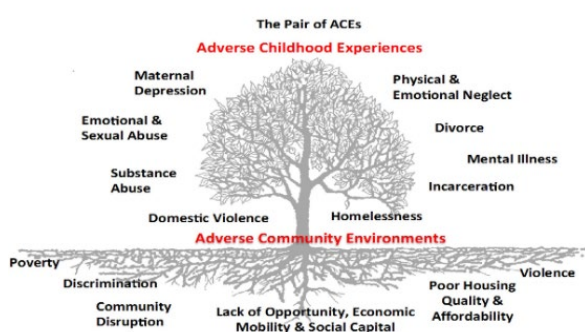 The Pair of ACEs
Adverse Childhood Experiences
Maternal
Depression
Physical &
Emotional Neglect
Emotional &
Sexual Abuse
Divorce
Mental Illness
Substance
Abuse
Incarceration
Domestic Violence
Homelessness
Adverse Community Environments
Poverty
Violence
Discrimination
Poor Housing
Quality &
Affordability
Community
Disruption
Lack of Opportunity, Economic
Mobility & Social Capital